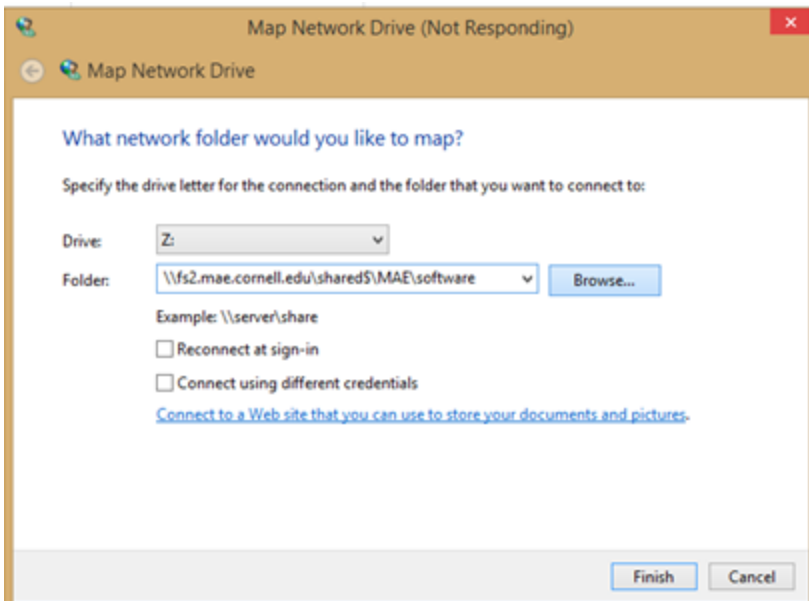 Map Network Drive (Not Responding)
Map Network Drive
What network folder would you like to map?
Specify the drive letter for the connection and the folder that you want to connect to:
Drive: Z:
Folder: \\fs2.mae.cornell.edu\shared$\MAE\software Browse...
Example: \\server\share
Reconnect at sign-in
Connect using different credentials
Connect to a Web site that you can use to store your documents and pictures.
Finish Cancel